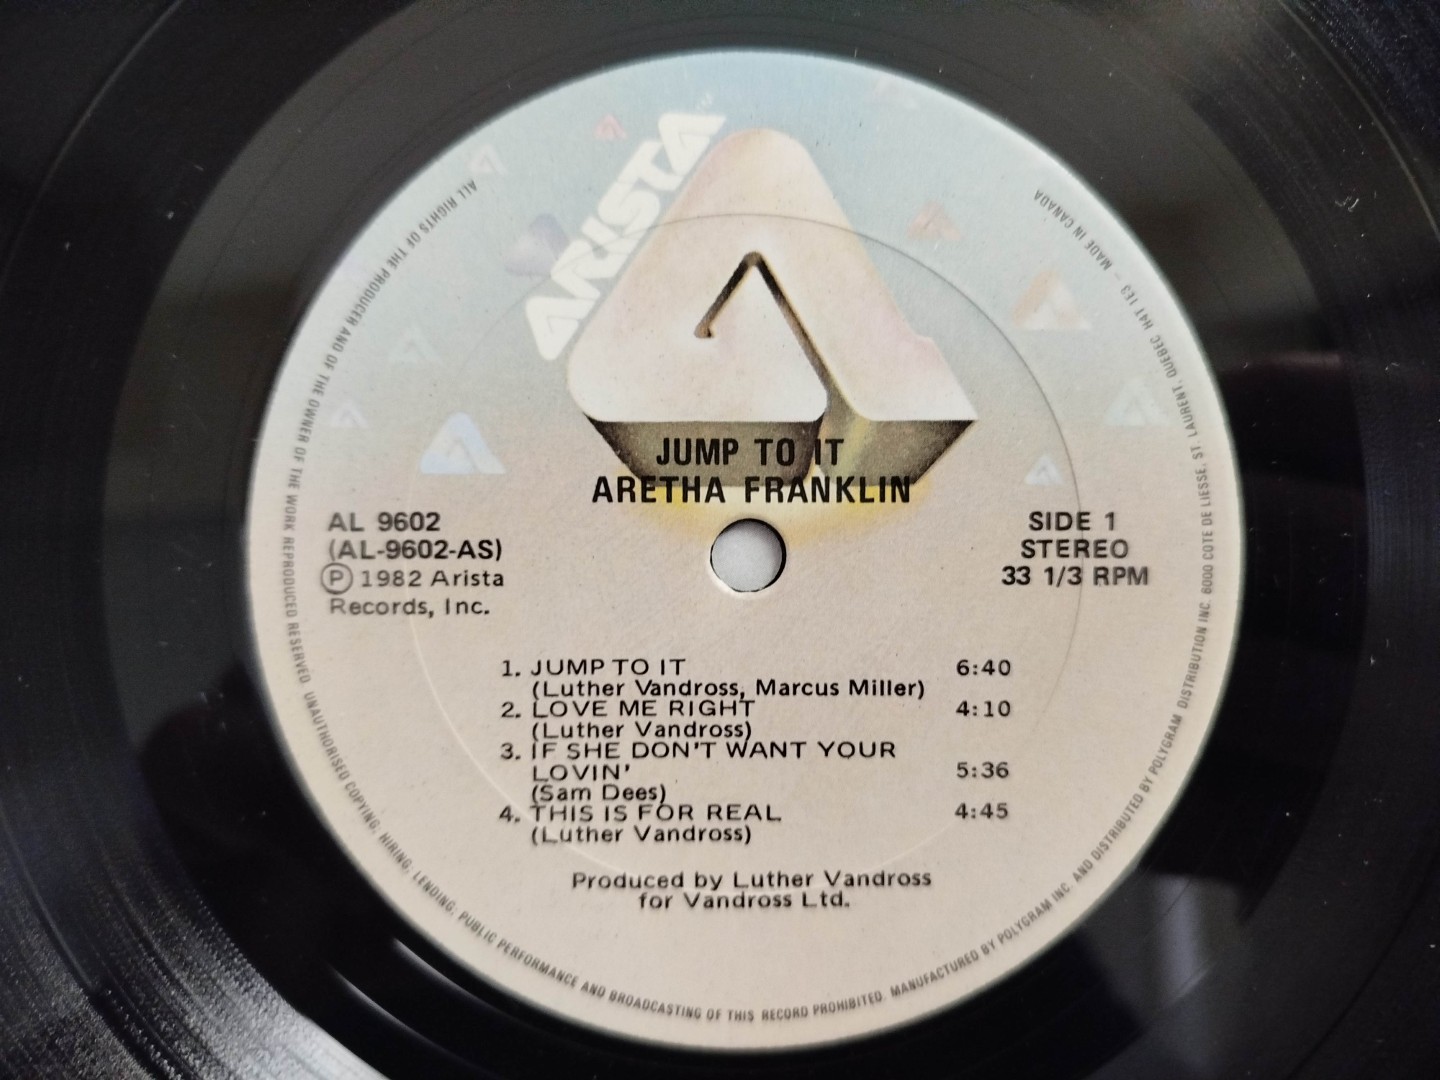 ARISTA
JUMP TO IT
ARETHA FRANKLIN
AL 9602
(AL-9602-AS)
Ⓟ 1982 Arista
Records, Inc.
SIDE 1
STEREO
33 1/3 RPM
1. JUMP TO IT 6:40
(Luther Vandross, Marcus Miller)
2. LOVE ME RIGHT 4:10
(Luther Vandross)
3. IF SHE DON'T WANT YOUR
LOVIN' 5:36
(Sam Dees)
4. THIS IS FOR REAL 4:45
(Luther Vandross)
Produced by Luther Vandross
for Vandross Ltd.
ALL RIGHTS OF THE PRODUCER AND OF THE OWNER OF THE WORK REPRODUCED RESERVED. UNAUTHORISED COPYING, HIRING, LENDING, PUBLIC PERFORMANCE AND BROADCASTING OF THIS RECORD PROHIBITED. MANUFACTURED BY POLYGRAM INC. AND DISTRIBUTED BY POLYGRAM DISTRIBUTION INC. 6000 COTE DE LIESSE, ST. LAURENT, QUEBEC H4T 1E3 – MADE IN CANADA